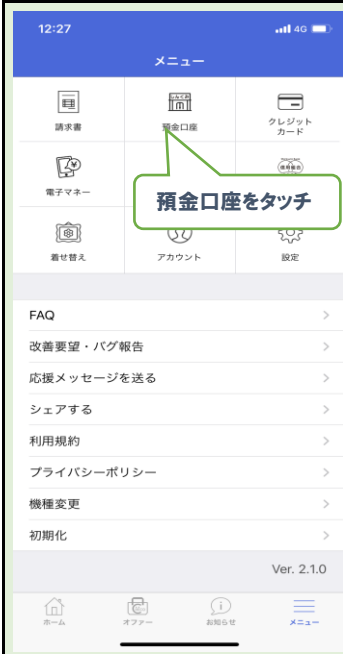 12:27
4G
メニュー
請求書
預金口座
クレジット
カード
電子マネー
預金口座をタッチ
着せ替え
アカウント
設定
FAQ
改善要望・バグ報告
応援メッセージを送る
シェアする
利用規約
プライバシーポリシー
機種変更
初期化
Ver. 2.1.0
ホーム
オファー
お知らせ
メニュー